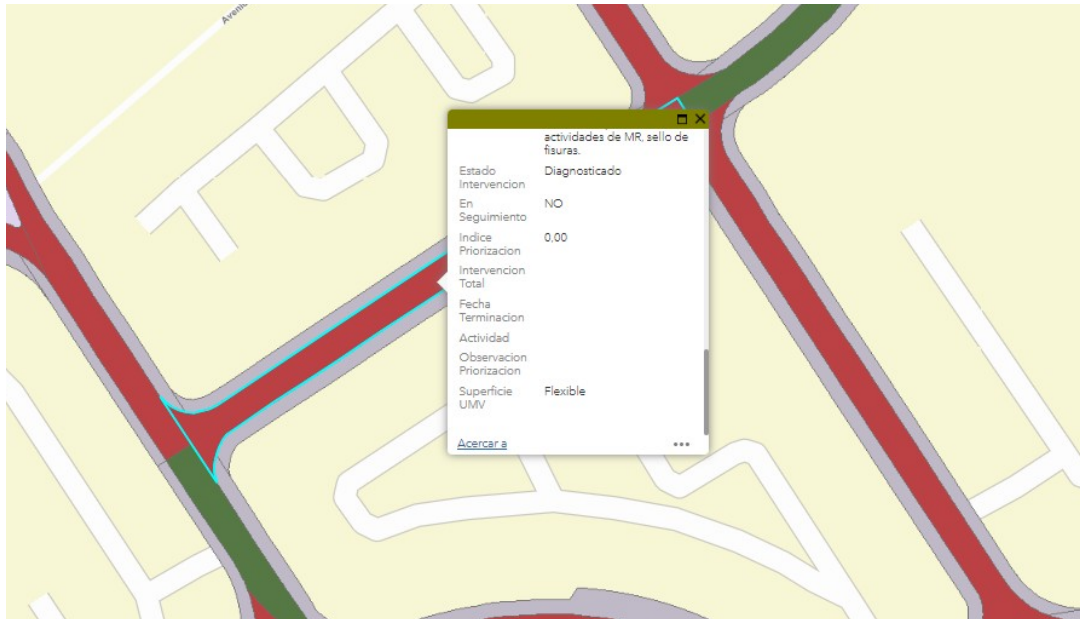 actividades de MR, sello de
fisuras.
Estado
Intervencion
Diagnosticado
En
Seguimiento
NO
Indice
Priorizacion
0,00
Intervencion
Total
Fecha
Terminacion
Actividad
Observacion
Priorizacion
Superficie
UMV
Flexible
Acercar a